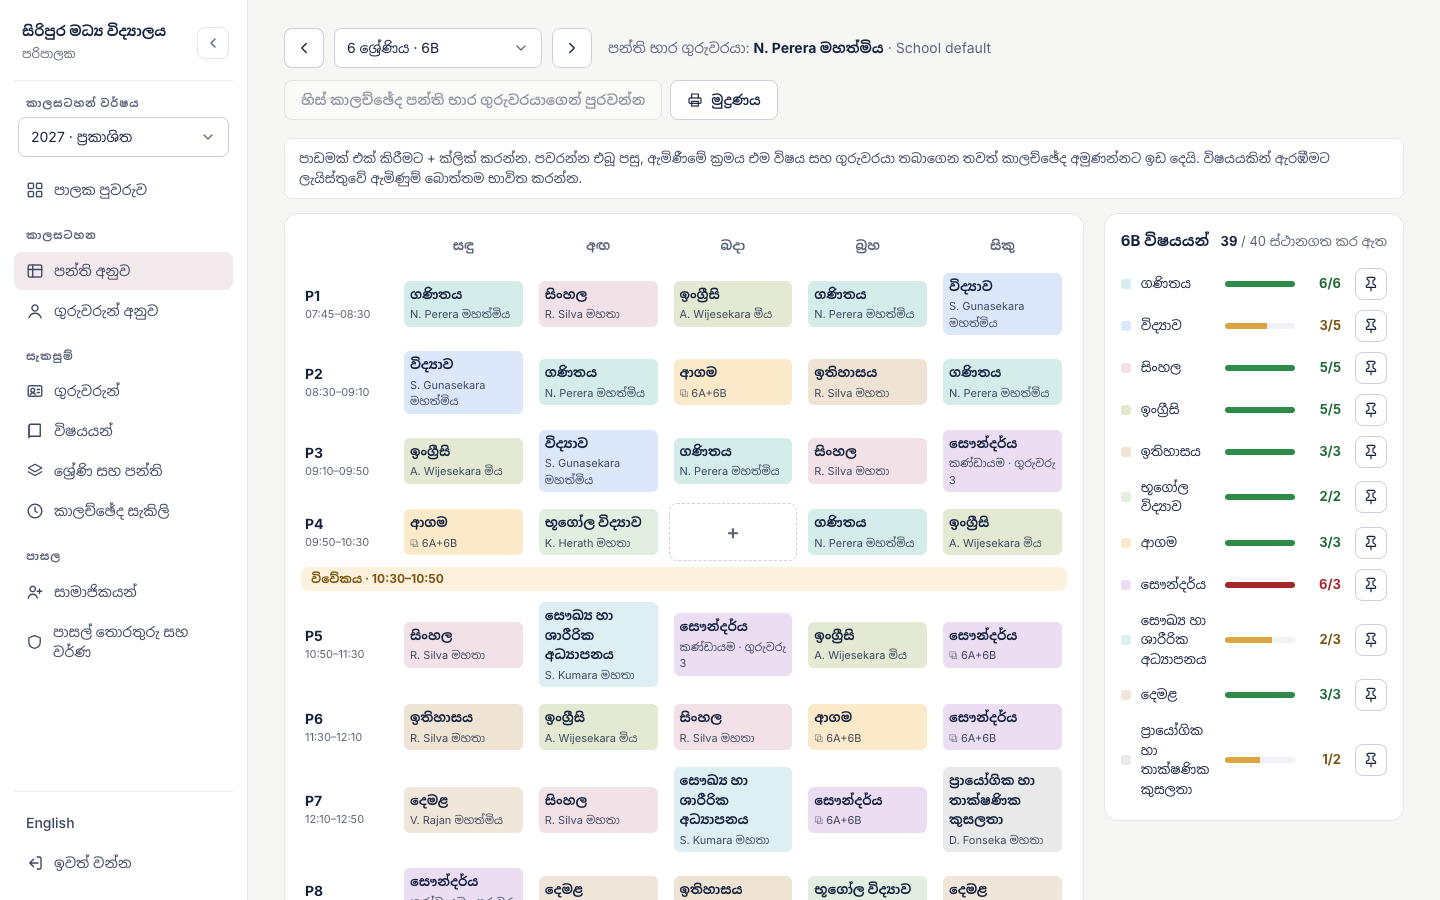 සිරිපුර මධ්‍ය විද්‍යාලය
පරිපාලක
කාලසටහන් වර්ෂය
2027 · ප්‍රකාශිත
පාලක පුවරුව
කාලසටහන
පන්ති අනුව
ගුරුවරුන් අනුව
සැකසුම්
ගුරුවරුන්
විෂයයන්
ශ්‍රේණි සහ පන්ති
කාලච්ඡේද සැකිලි
පාසල
සාමාජිකයන්
පාසල් තොරතුරු සහ
වර්ණ
English
ඉවත් වන්න
6 ශ්‍රේණිය · 6B
පන්ති භාර ගුරුවරයා: N. Perera මහත්මිය · School default
හිස් කාලච්ඡේද පන්ති භාර ගුරුවරයාගෙන් පුරවන්න
මුද්‍රණය
පාඩමක් එක් කිරීමට + ක්ලික් කරන්න. පවරන්න එබූ පසු, ඇමිණීමේ ක්‍රමය එම විෂය සහ ගුරුවරයා තබාගෙන තවත් කාලච්ඡේද අමුණන්නට ඉඩ දෙයි. විෂයයකින් ඇරඹීමට
ලැයිස්තුවේ ඇමිණුම් බොත්තම භාවිත කරන්න.
සඳු අඟ බදා බ්‍රහ සිකු
P1
07:45–08:30
ගණිතය
N. Perera මහත්මිය
සිංහල
R. Silva මහතා
ඉංග්‍රීසි
A. Wijesekara මිය
ගණිතය
N. Perera මහත්මිය
විද්‍යාව
S. Gunasekara
මහත්මිය
P2
08:30–09:10
විද්‍යාව
S. Gunasekara
මහත්මිය
ගණිතය
N. Perera මහත්මිය
ආගම
6A+6B
ඉතිහාසය
R. Silva මහතා
ගණිතය
N. Perera මහත්මිය
P3
09:10–09:50
ඉංග්‍රීසි
A. Wijesekara මිය
විද්‍යාව
S. Gunasekara
මහත්මිය
ගණිතය
N. Perera මහත්මිය
සිංහල
R. Silva මහතා
සෞන්දර්ය
කණ්ඩායම · ගුරුවරු
3
P4
09:50–10:30
ආගම
6A+6B
භූගෝල විද්‍යාව
K. Herath මහතා
+
ගණිතය
N. Perera මහත්මිය
ඉංග්‍රීසි
A. Wijesekara මිය
විවේකය · 10:30–10:50
P5
10:50–11:30
සිංහල
R. Silva මහතා
සෞඛ්‍ය හා
ශාරීරික
අධ්‍යාපනය
S. Kumara මහතා
සෞන්දර්ය
කණ්ඩායම · ගුරුවරු
3
ඉංග්‍රීසි
A. Wijesekara මිය
සෞන්දර්ය
6A+6B
P6
11:30–12:10
ඉතිහාසය
R. Silva මහතා
ඉංග්‍රීසි
A. Wijesekara මිය
සිංහල
R. Silva මහතා
ආගම
6A+6B
සෞන්දර්ය
6A+6B
P7
12:10–12:50
දෙමළ
V. Rajan මහත්මිය
සිංහල
R. Silva මහතා
සෞඛ්‍ය හා
ශාරීරික
අධ්‍යාපනය
S. Kumara මහතා
සෞන්දර්ය
6A+6B
ප්‍රායෝගික හා
තාක්ෂණික
කුසලතා
D. Fonseka මහතා
P8
සෞන්දර්ය
දෙමළ
ඉතිහාසය
භූගෝල විද්‍යාව
දෙමළ
6B විෂයයන් 39 / 40 ස්ථානගත කර ඇත
ගණිතය 6/6
විද්‍යාව 3/5
සිංහල 5/5
ඉංග්‍රීසි 5/5
ඉතිහාසය 3/3
භූගෝල
විද්‍යාව 2/2
ආගම 3/3
සෞන්දර්ය 6/3
සෞඛ්‍ය හා
ශාරීරික 2/3
අධ්‍යාපනය
දෙමළ 3/3
ප්‍රායෝගික
හා
තාක්ෂණික 1/2
කුසලතා